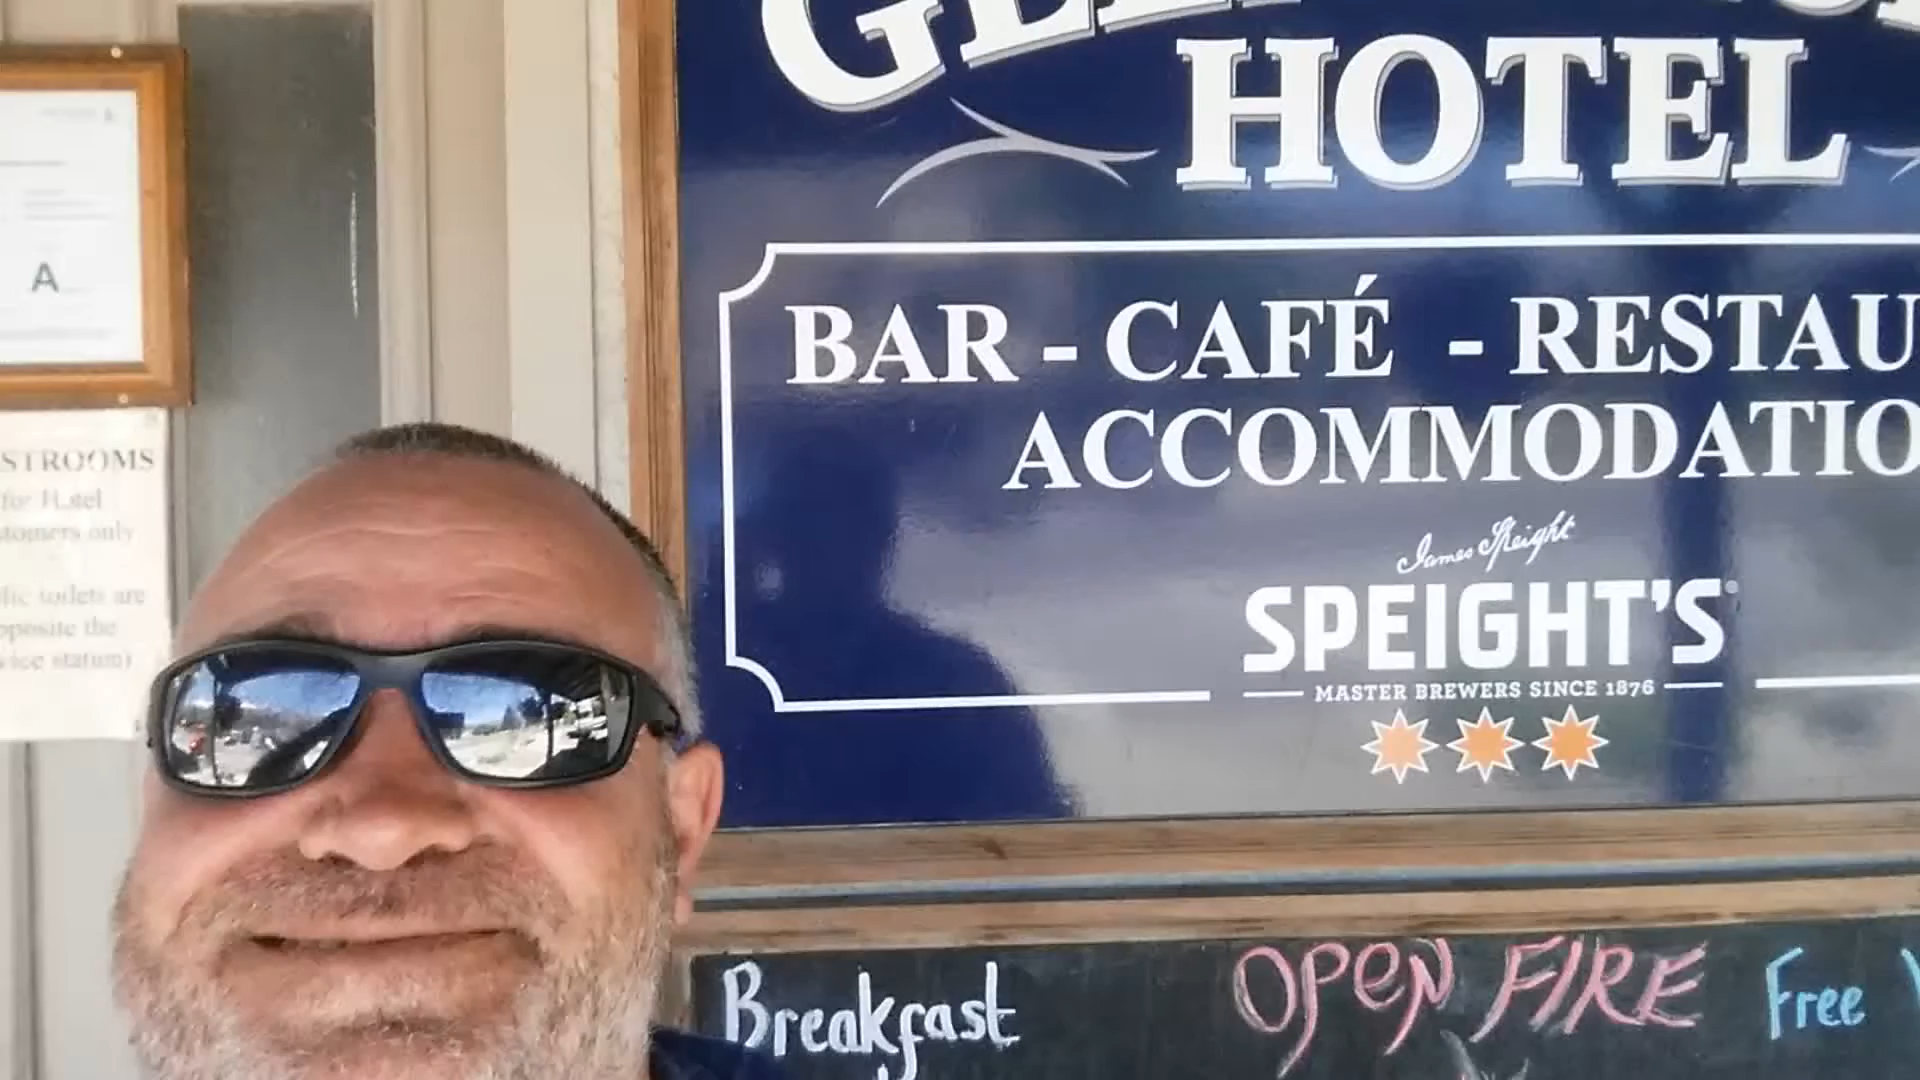 HOTEL
BAR - CAFÉ - RESTAU
ACCOMMODATIO
James Speight
SPEIGHT'S
MASTER BREWERS SINCE 1876
Breakfast
OPEN FIRE
Free
A
STROOMS
for Hotel
stomers only
lic toilets are
pposite the
vice station)